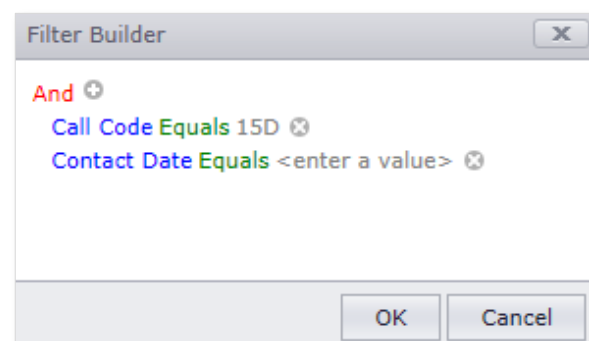 Filter Builder
And
Call Code Equals 15D
Contact Date Equals <enter a value>
OK Cancel